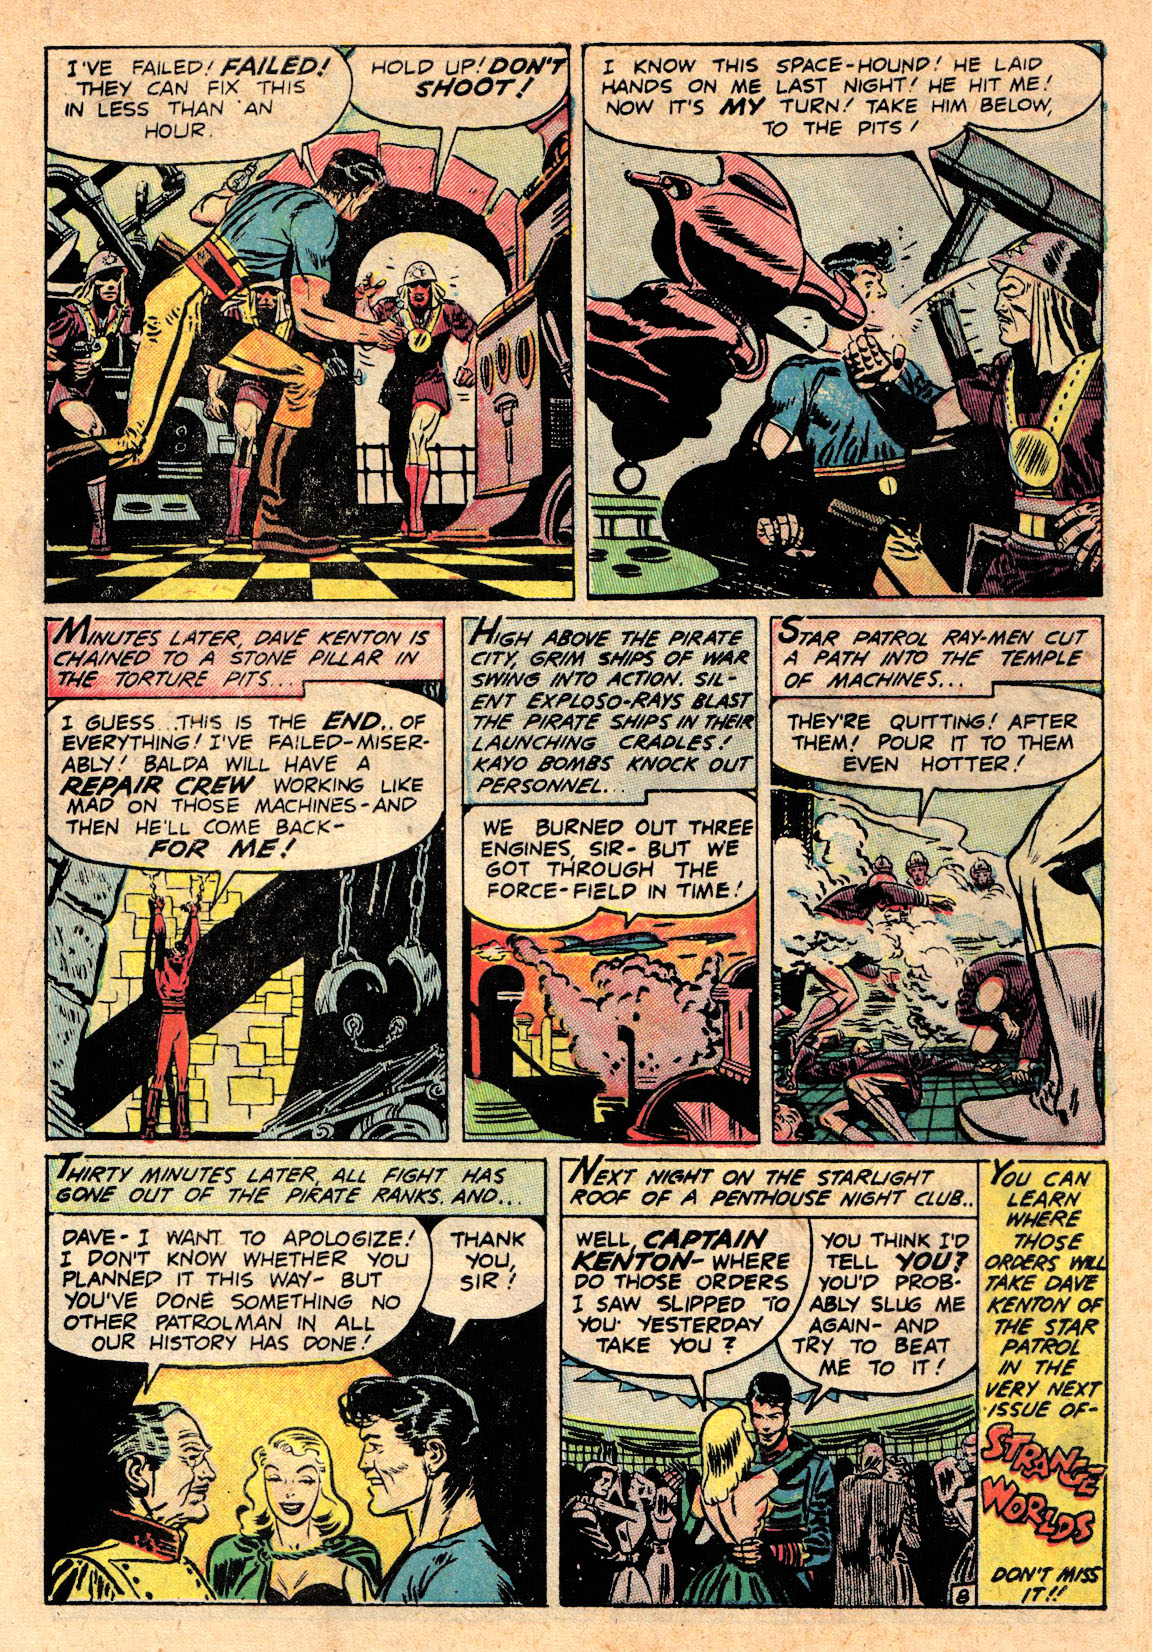 I'VE FAILED! FAILED!
THEY CAN FIX THIS
IN LESS THAN AN
HOUR.
HOLD UP! DON'T
SHOOT!
I KNOW THIS SPACE-HOUND! HE LAID
HANDS ON ME LAST NIGHT! HE HIT ME!
NOW IT'S MY TURN! TAKE HIM BELOW,
TO THE PITS!
MINUTES LATER, DAVE KENTON IS
CHAINED TO A STONE PILLAR IN
THE TORTURE PITS...
I GUESS...THIS IS THE END..OF
EVERYTHING! I'VE FAILED-MISER-
ABLY! BALDA WILL HAVE A
REPAIR CREW WORKING LIKE
MAD ON THOSE MACHINES-AND
THEN HE'LL COME BACK-
FOR ME!
HIGH ABOVE THE PIRATE
CITY, GRIM SHIPS OF WAR
SWING INTO ACTION. SIL-
ENT EXPLOSO-RAYS BLAST
THE PIRATE SHIPS IN THEIR
LAUNCHING CRADLES!
KAYO BOMBS KNOCK OUT
PERSONNEL...
WE BURNED OUT THREE
ENGINES, SIR- BUT WE
GOT THROUGH THE
FORCE-FIELD IN TIME!
STAR PATROL RAY-MEN CUT
A PATH INTO THE TEMPLE
OF MACHINES...
THEY'RE QUITTING! AFTER
THEM! POUR IT TO THEM
EVEN HOTTER!
THIRTY MINUTES LATER, ALL FIGHT HAS
GONE OUT OF THE PIRATE RANKS. AND...
DAVE- I WANT TO APOLOGIZE!
I DON'T KNOW WHETHER YOU
PLANNED IT THIS WAY- BUT
YOU'VE DONE SOMETHING NO
OTHER PATROLMAN IN ALL
OUR HISTORY HAS DONE!
THANK
YOU,
SIR!
NEXT NIGHT ON THE STARLIGHT
ROOF OF A PENTHOUSE NIGHT CLUB..
WELL, CAPTAIN
KENTON- WHERE
DO THOSE ORDERS
I SAW SLIPPED TO
YOU YESTERDAY
TAKE YOU?
YOU THINK I'D
TELL YOU?
YOU'D PROB-
ABLY SLUG ME
AGAIN- AND
TRY TO BEAT
ME TO IT!
8
YOU CAN
LEARN
WHERE
THOSE
ORDERS WILL
TAKE DAVE
KENTON OF
THE STAR
PATROL
IN THE
VERY NEXT
ISSUE OF-
STRANGE
WORLDS
DON'T MISS
IT!!